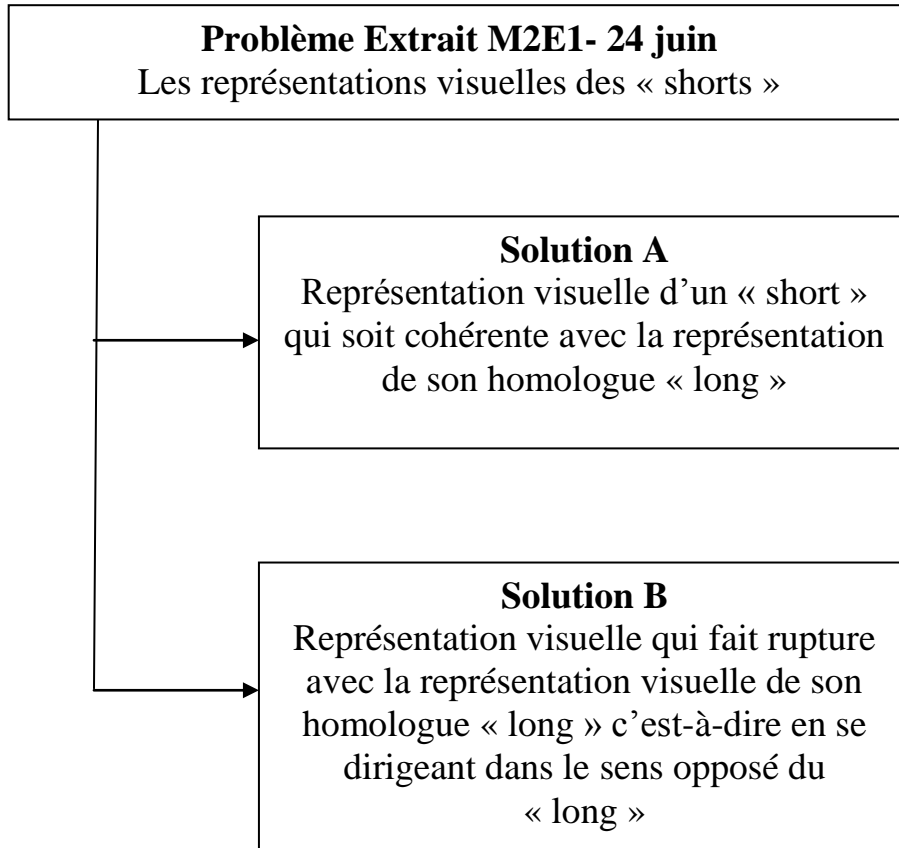 Problème Extrait M2E1- 24 juin
Les représentations visuelles des « shorts »
Solution A
Représentation visuelle d’un « short »
qui soit cohérente avec la représentation
de son homologue « long »
Solution B
Représentation visuelle qui fait rupture
avec la représentation visuelle de son
homologue « long » c’est-à-dire en se
dirigeant dans le sens opposé du
« long »